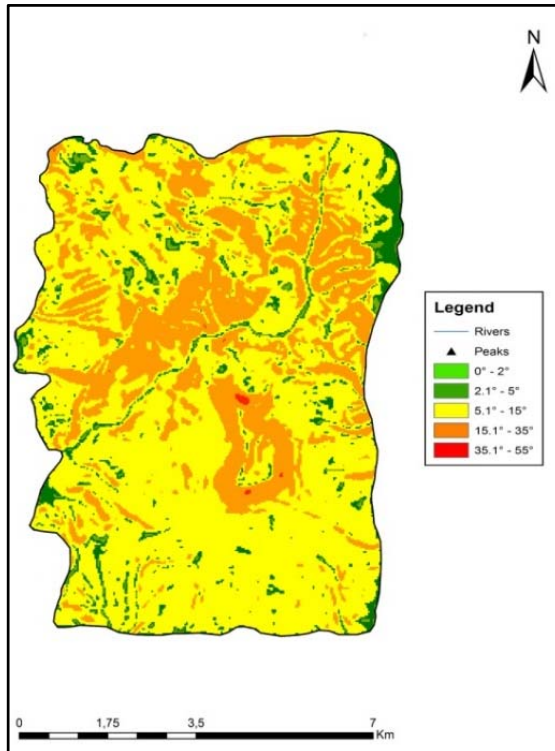 N
Legend
Rivers
Peaks
0° - 2°
2.1° - 5°
5.1° - 15°
15.1° - 35°
35.1° - 55°
0 1,75 3,5 7
Km